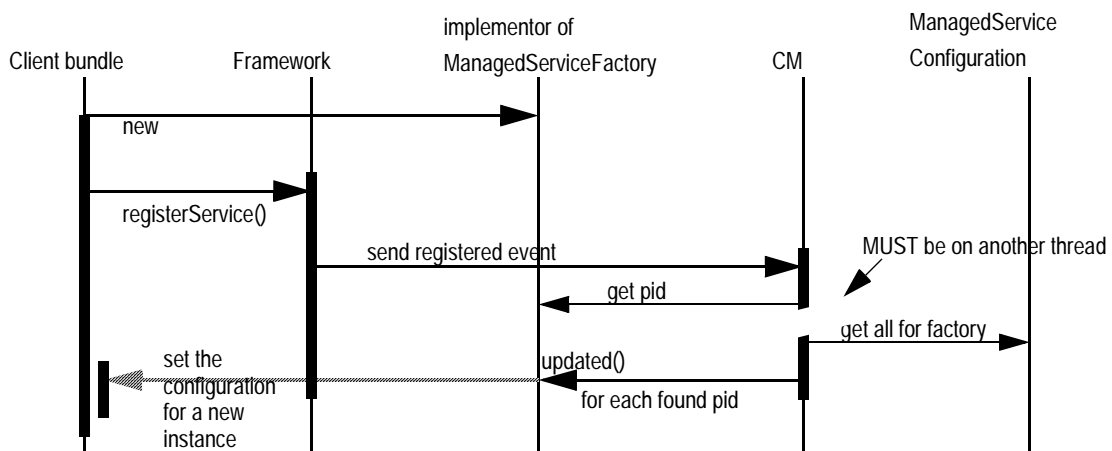 implementor of
ManagedService
Client bundle
Framework
ManagedServiceFactory
CM
Configuration
new
registerService()
send registered event
MUST be on another thread
get pid
get all for factory
set the
configuration
for a new
instance
updated()
for each found pid